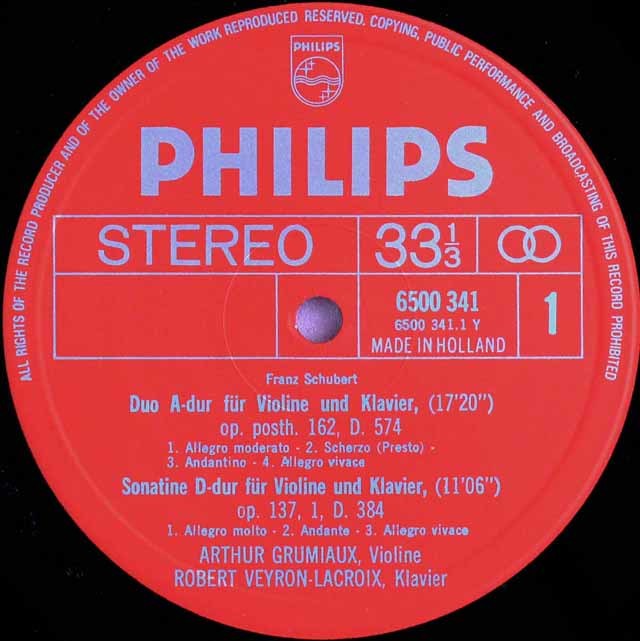 ALL RIGHTS OF THE RECORD PRODUCER AND OF THE OWNER OF THE WORK REPRODUCED RESERVED. COPYING, PUBLIC PERFORMANCE AND BROADCASTING OF THIS RECORD PROHIBITED
PHILIPS
PHILIPS
STEREO 33 1/3
6500 341 1
6500 341.1 Y
MADE IN HOLLAND
Franz Schubert
Duo A-dur für Violine und Klavier, (17'20")
op. posth. 162, D. 574
1. Allegro moderato - 2. Scherzo (Presto) -
3. Andantino - 4. Allegro vivace
Sonatine D-dur für Violine und Klavier, (11'06")
op. 137, 1, D. 384
1. Allegro molto - 2. Andante - 3. Allegro vivace
ARTHUR GRUMIAUX, Violine
ROBERT VEYRON-LACROIX, Klavier